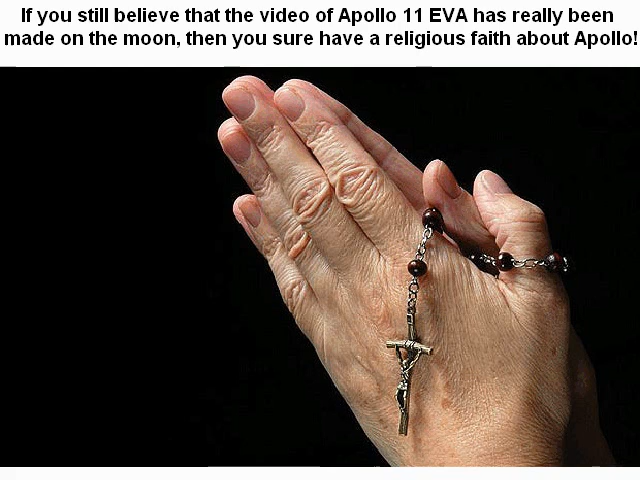 If you still believe that the video of Apollo 11 EVA has really been
made on the moon, then you sure have a religious faith about Apollo!